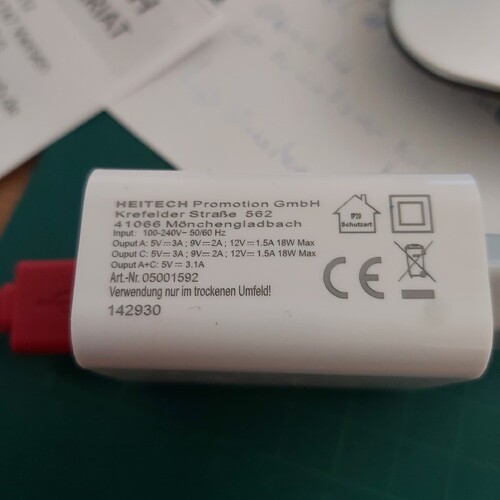 RIAT
HEITECH Promotion GmbH
Krefelder Straße 562
41066 Mönchengladbach
Input: 100-240V~ 50/60 Hz
Ouput A: 5V⎓3A ; 9V⎓2A ; 12V⎓1.5A 18W Max
Ouput C: 5V⎓3A ; 9V⎓2A ; 12V⎓1.5A 18W Max
Ouput A+C: 5V⎓3.1A
Art.-Nr. 05001592
Verwendung nur im trockenen Umfeld!
142930
IP20
Schutzart
CE